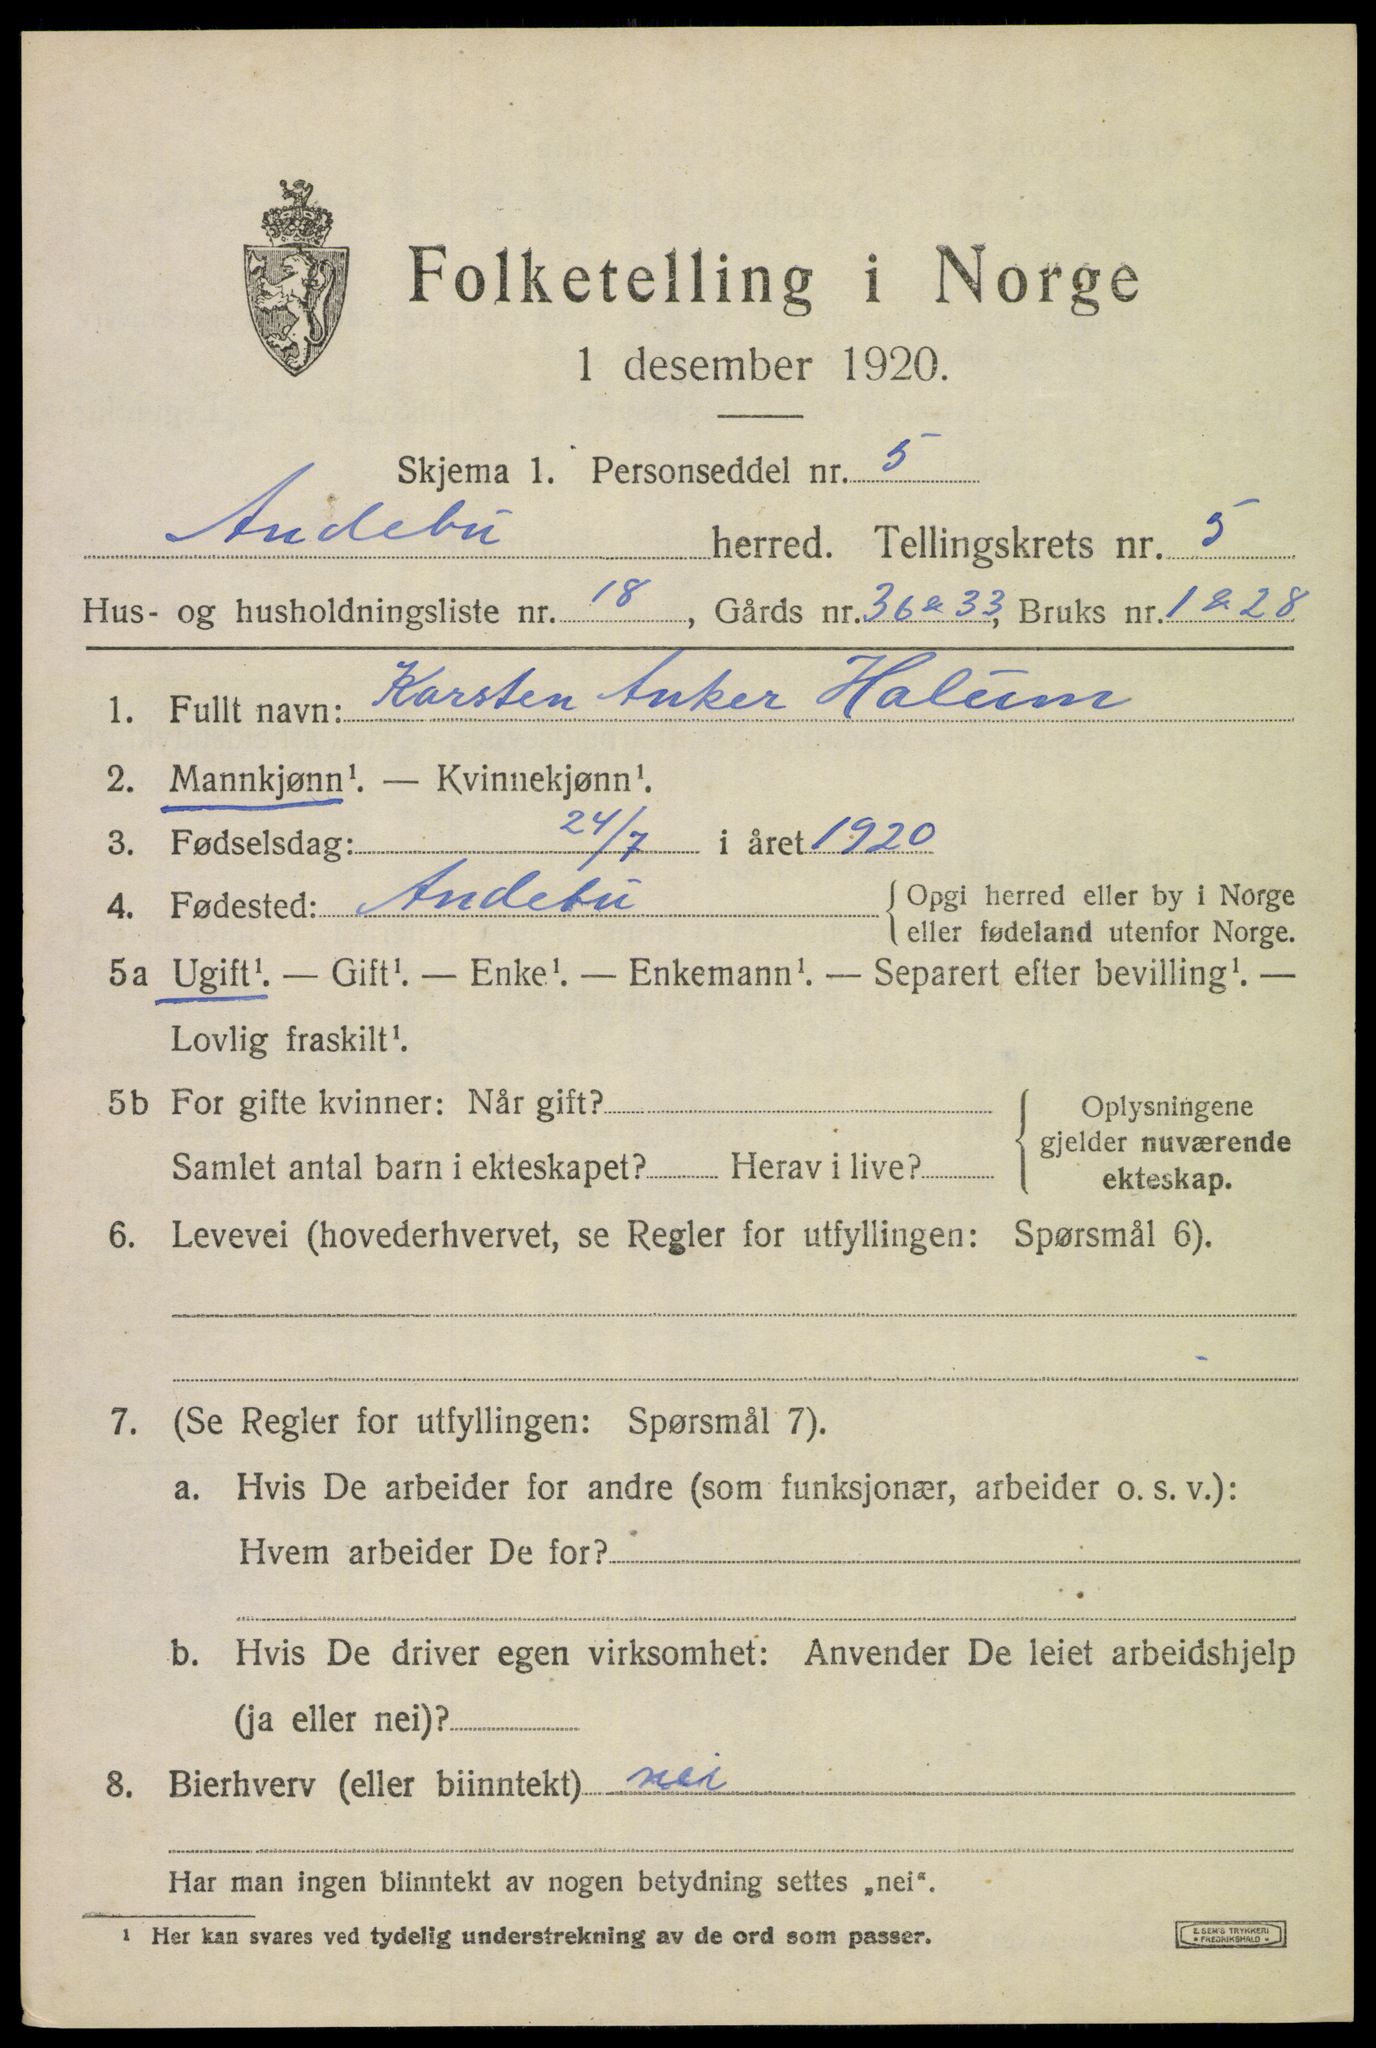 Folketelling i Norge
1 desember 1920.
Skjema 1. Personseddel nr. 5
Andebu herred. Tellingskrets nr. 5
Hus- og husholdningsliste nr. 18, Gårds nr. 36 & 33, Bruks nr. 1 & 28
1. Fullt navn: Karsten Anker Halum
2. Mannkjønn¹. — Kvinnekjønn¹.
3. Fødselsdag: 24/7 i året 1920
4. Fødested: Andebu { Opgi herred eller by i Norge
eller fødeland utenfor Norge.
5a Ugift¹. — Gift¹. — Enke¹. — Enkemann¹. — Separert efter bevilling¹. —
Lovlig fraskilt¹.
5b For gifte kvinner: Når gift?
Samlet antal barn i ekteskapet? Herav i live?
Oplysningene
gjelder nuværende
ekteskap.
6. Levevei (hovederhvervet, se Regler for utfyllingen: Spørsmål 6).
7. (Se Regler for utfyllingen: Spørsmål 7).
a. Hvis De arbeider for andre (som funksjonær, arbeider o. s. v.):
Hvem arbeider De for?
b. Hvis De driver egen virksomhet: Anvender De leiet arbeidshjelp
(ja eller nei)?
8. Bierhverv (eller biinntekt) nei
Har man ingen biinntekt av nogen betydning settes „nei“.
¹ Her kan svares ved tydelig understrekning av de ord som passer.
E. SEM'S TRYKKERI
FREDRIKSHALD